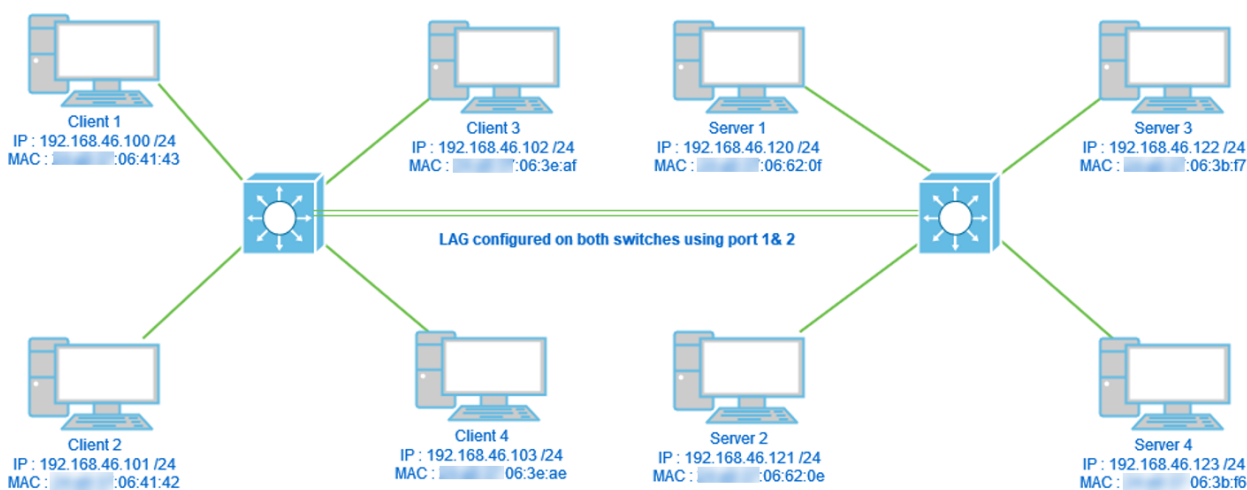 Client 1
IP : 192.168.46.100 /24
MAC : :06:41:43
Client 3
IP : 192.168.46.102 /24
MAC : :06:3e:af
Server 1
IP : 192.168.46.120 /24
MAC : :06:62:0f
Server 3
IP : 192.168.46.122 /24
MAC : :06:3b:f7
LAG configured on both switches using port 1& 2
Client 2
IP : 192.168.46.101 /24
MAC : :06:41:42
Client 4
IP : 192.168.46.103 /24
MAC : 06:3e:ae
Server 2
IP : 192.168.46.121 /24
MAC : :06:62:0e
Server 4
IP : 192.168.46.123 /24
MAC : 06:3b:f6